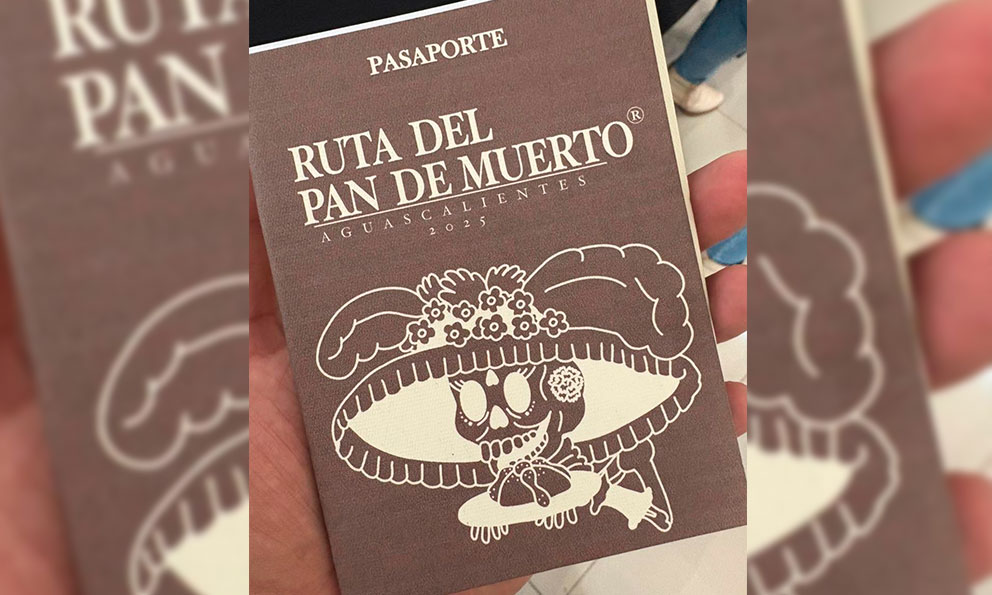 PASAPORTE
RUTA DEL
PAN DE MUERTO®
AGUASCALIENTES
2025